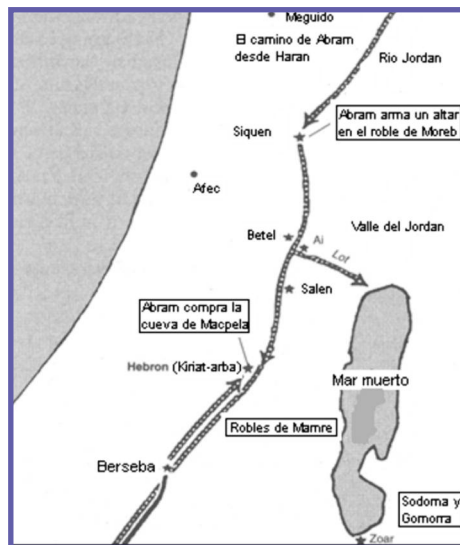 Meguido
El camino de Abram
desde Haran
Rio Jordan
Siquen
Abram arma un altar
en el roble de Moreb
Afec
Betel
Ai
Valle del Jordan
Lot
Salen
Abram compra la
cueva de Macpela
Hebron (Kiriat-arba)
Mar muerto
Robles de Mamre
Berseba
Sodoma y
Gomorra
Zoar